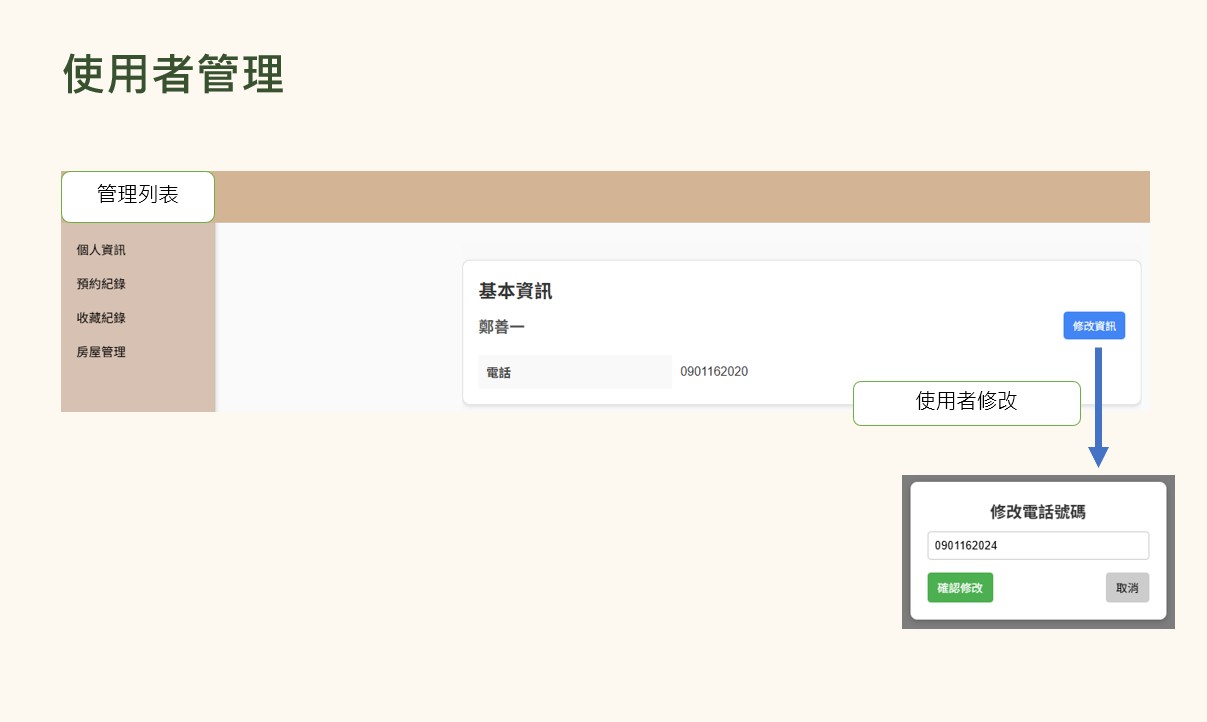 使用者管理
管理列表
個人資訊
預約紀錄
收藏紀錄
房屋管理
基本資訊
鄭善一
修改資訊
電話
0901162020
使用者修改
修改電話號碼
0901162024
確認修改
取消